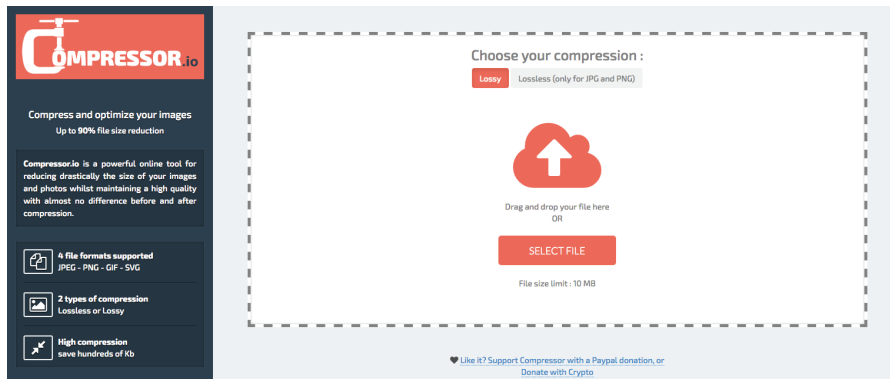 COMPRESSOR.io
Compress and optimize your images
Up to 90% file size reduction
Compressor.io is a powerful online tool for
reducing drastically the size of your images
and photos whilst maintaining a high quality
with almost no difference before and after
compression.
4 file formats supported
JPEG - PNG - GIF - SVG
2 types of compression
Lossless or Lossy
High compression
save hundreds of Kb
Choose your compression :
Lossy Lossless (only for JPG and PNG)
Drag and drop your file here
OR
SELECT FILE
File size limit : 10 MB
Like it? Support Compressor with a Paypal donation, or
Donate with Crypto